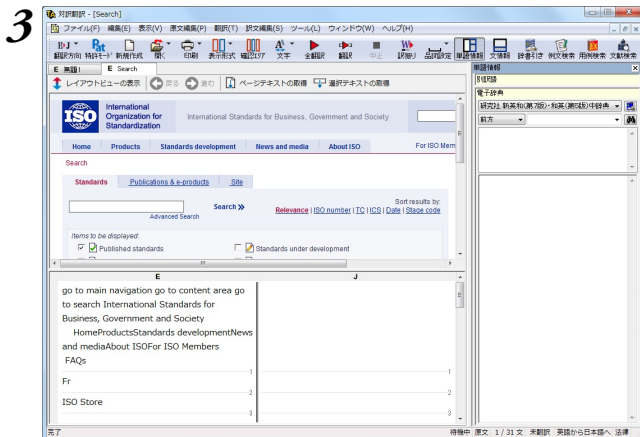 3
対訳翻訳 - [Search]
ファイル(F) 編集(E) 表示(V) 原文編集(P) 翻訳(T) 訳文編集(S) ツール(L) ウィンドウ(W) ヘルプ(H)
翻訳方向 特許モード 新規作成 開く 印刷 表示形式 確認エリア 文字 全翻訳 翻訳 中止 訳振り 品詞設定 単語情報 文情報 辞書引き 例文検索 用例検索 文献検索
E 無題1 E Search
レイアウトビューの表示 戻る 進む ページテキストの取得 選択テキストの取得
ISO
International
Organization for
Standardization
International Standards for Business, Government and Society
Home Products Standards development News and media About ISO For ISO Mem
Search
Standards Publications & e-products Site
Search
Advanced Search
Sort results by:
Relevance | ISO number | TC | ICS | Date | Stage code
Items to be displayed:
Published standards Standards under development
E J
go to main navigation go to content area go
to search International Standards for
Business, Government and Society
HomeProductsStandards developmentNews
and mediaAbout ISOFor ISO Members
FAQs
1 1
Fr
2 2
ISO Store
3 3
単語情報
別訳語
電子辞典
研究社 新英和(第7版)・和英(第5版)中辞典
前方
完了
待機中 原文 1 / 31 文 未翻訳 英語から日本語へ 法律